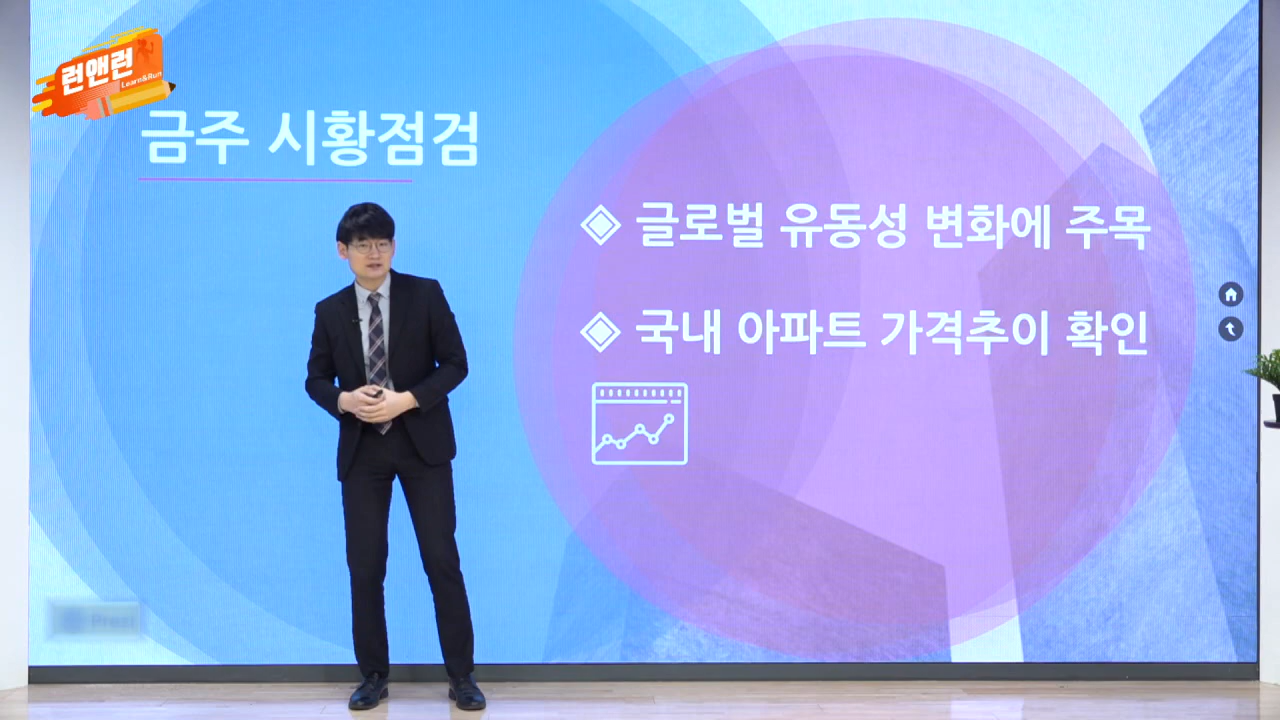 런앤런
Learn&Run
금주 시황점검
글로벌 유동성 변화에 주목
국내 아파트 가격추이 확인